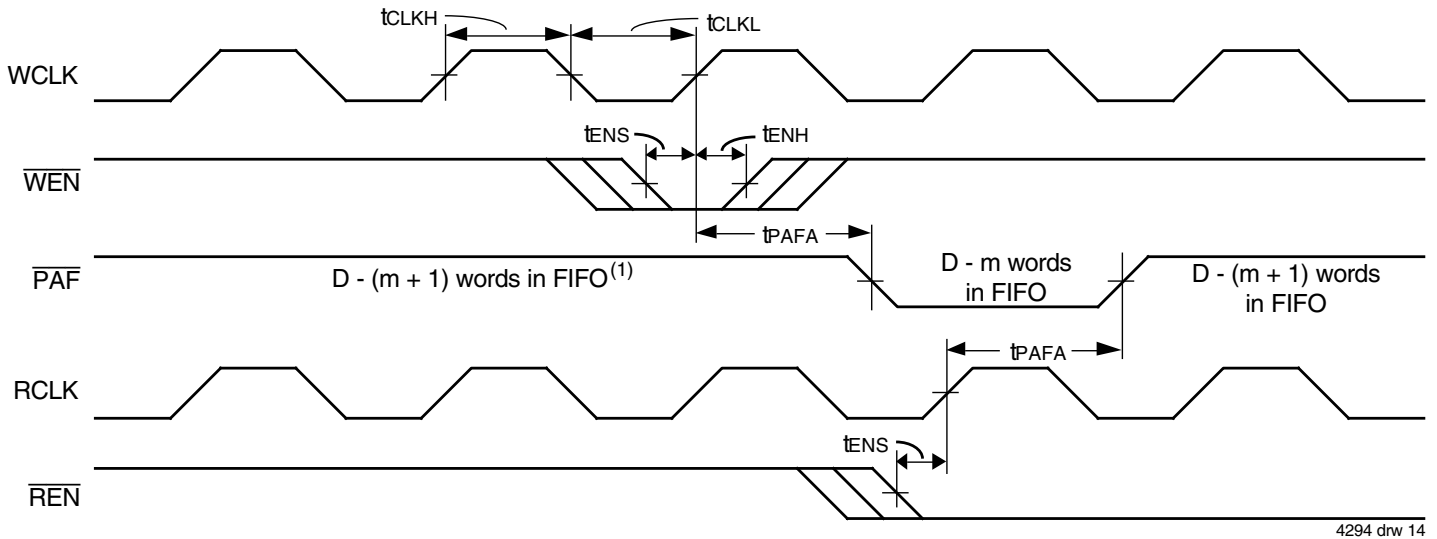 tCLKH
tCLKL
WCLK
tENS
tENH
WEN
tPAFA
PAF
D - (m + 1) words in FIFO(1)
D - m words
in FIFO
D - (m + 1) words
in FIFO
tPAFA
RCLK
tENS
REN
4294 drw 14